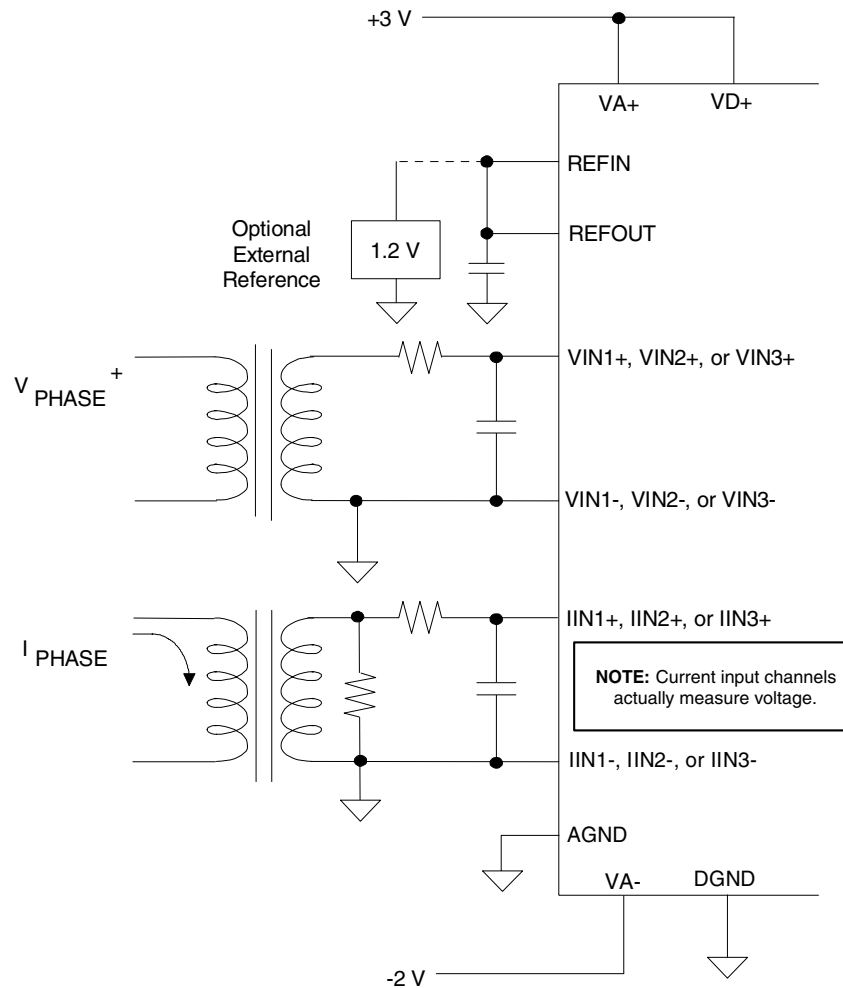 +3 V
VA+ VD+
REFIN
REFOUT
Optional
External
Reference
1.2 V
VIN1+, VIN2+, or VIN3+
V PHASE +
VIN1-, VIN2-, or VIN3-
IIN1+, IIN2+, or IIN3+
I PHASE
NOTE: Current input channels
actually measure voltage.
IIN1-, IIN2-, or IIN3-
AGND
VA- DGND
-2 V